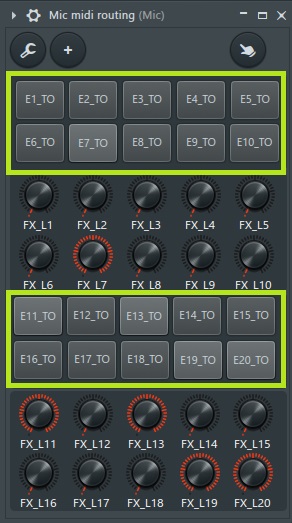 Mic midi routing (Mic)
E1_TO E2_TO E3_TO E4_TO E5_TO
E6_TO E7_TO E8_TO E9_TO E10_TO
FX_L1 FX_L2 FX_L3 FX_L4 FX_L5
FX_L6 FX_L7 FX_L8 FX_L9 FX_L10
E11_TO E12_TO E13_TO E14_TO E15_TO
E16_TO E17_TO E18_TO E19_TO E20_TO
FX_L11 FX_L12 FX_L13 FX_L14 FX_L15
FX_L16 FX_L17 FX_L18 FX_L19 FX_L20